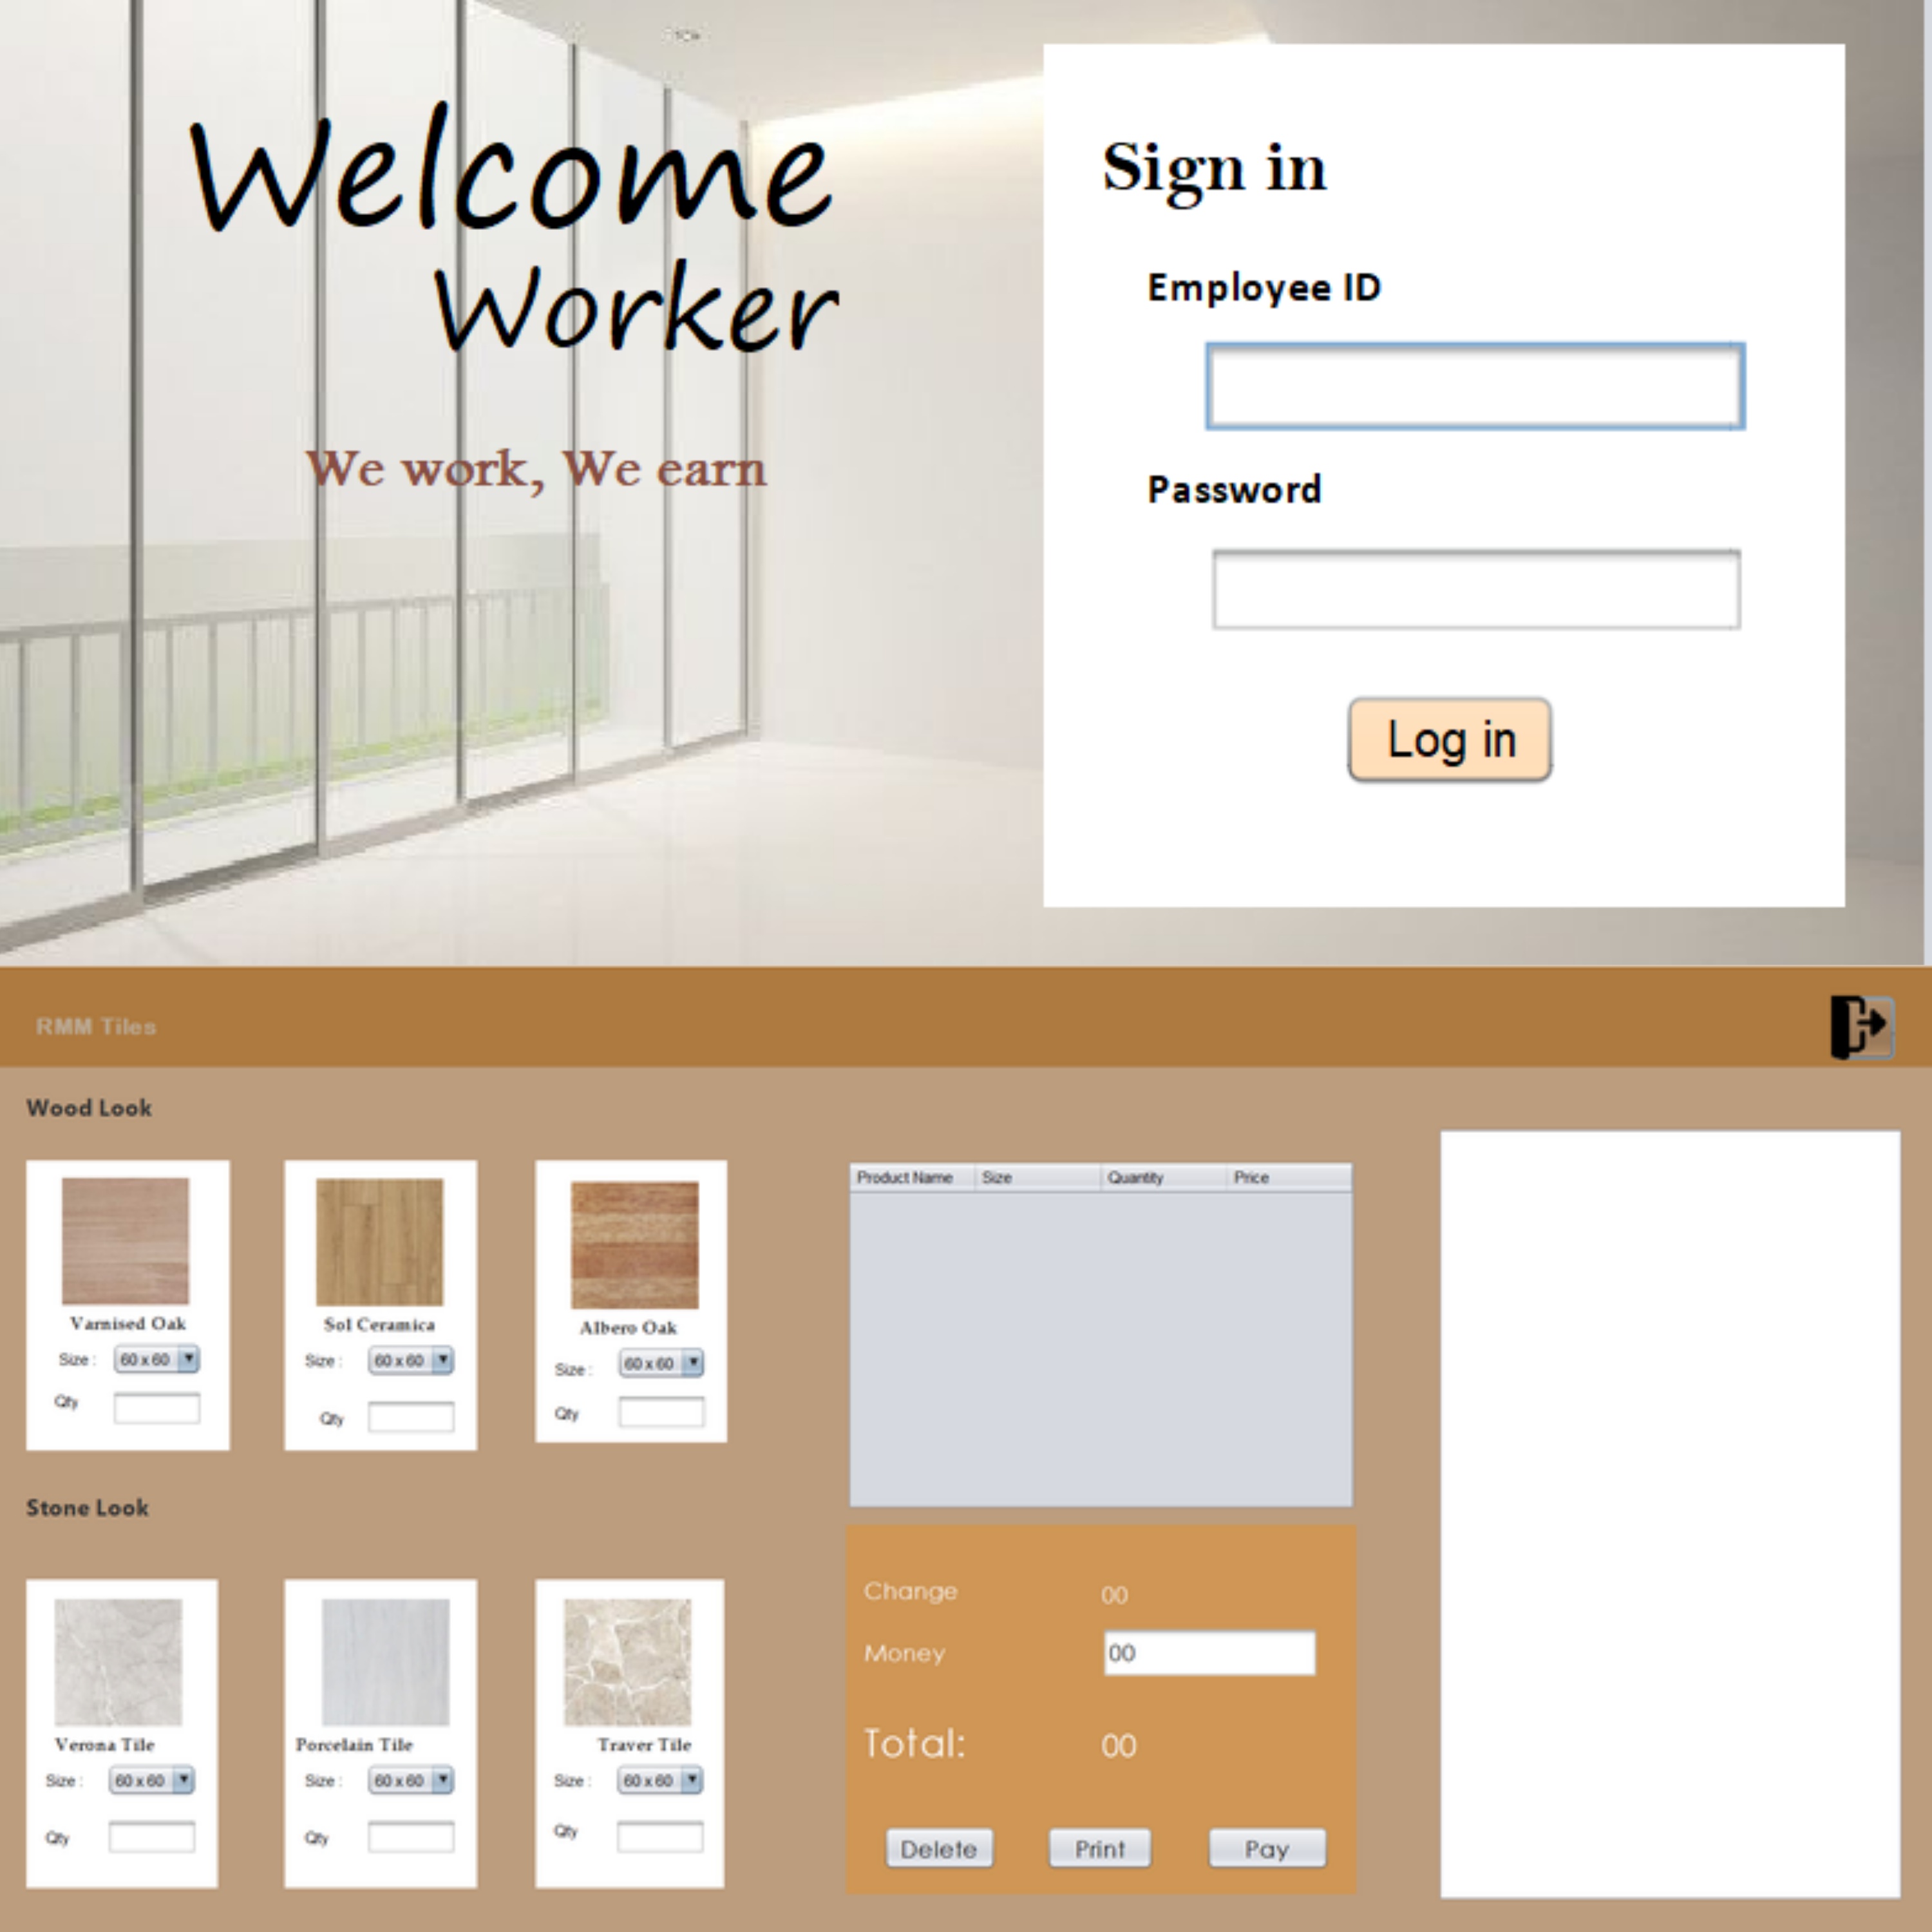 Welcome
Worker
We work, We earn
Sign in
Employee ID
Password
Log in
RMM Tiles
Wood Look
Varnised Oak
Size :
60 x 60
Qty
Sol Ceramica
Size :
60 x 60
Qty
Albero Oak
Size :
60 x 60
Qty
Stone Look
Verona Tile
Size :
60 x 60
Qty
Porcelain Tile
Size :
60 x 60
Qty
Traver Tile
Size :
60 x 60
Qty
Product Name Size Quantity Price
Change 00
Money 00
Total: 00
Delete Print Pay